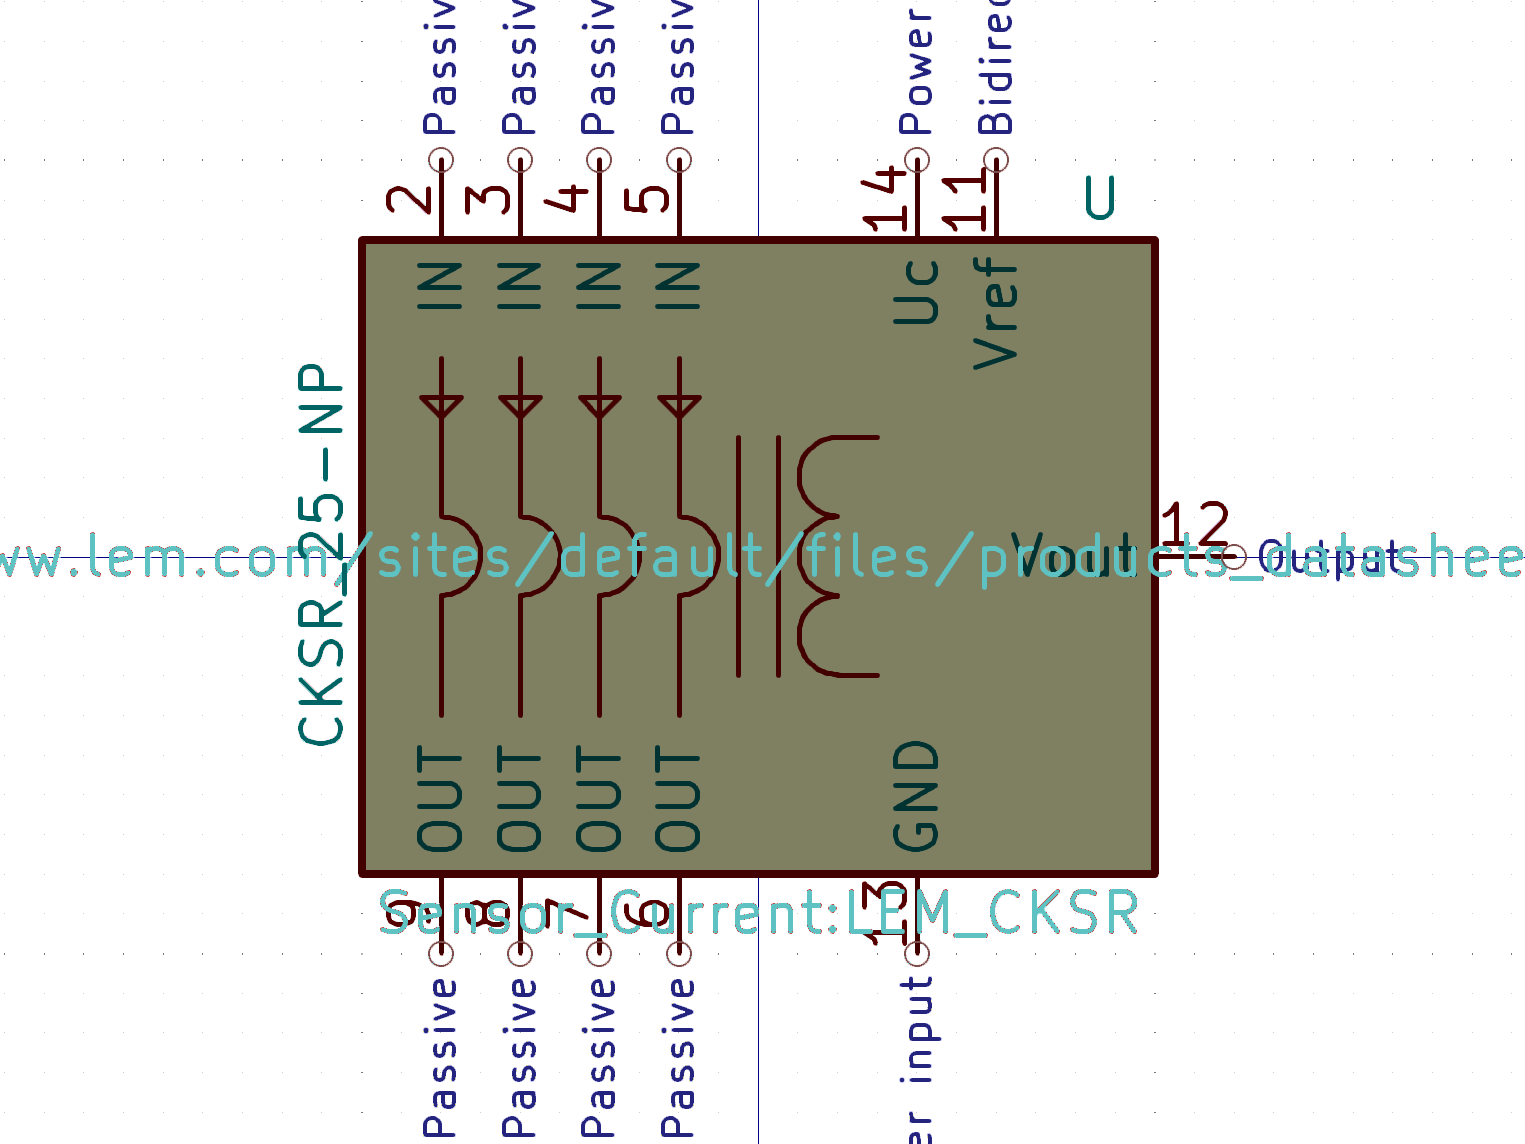 Passiv Passiv Passiv Passiv Power Bidirec
2 3 4 5 14 11 U
IN IN IN IN Uc Vref
CKSR_25-NP
12
ww.lem.com/sites/default/files/products_datashee
Vout Output
OUT OUT OUT OUT GND
9 8 7 6 13
Sensor_Current:LEM_CKSR
Passive Passive Passive Passive er input